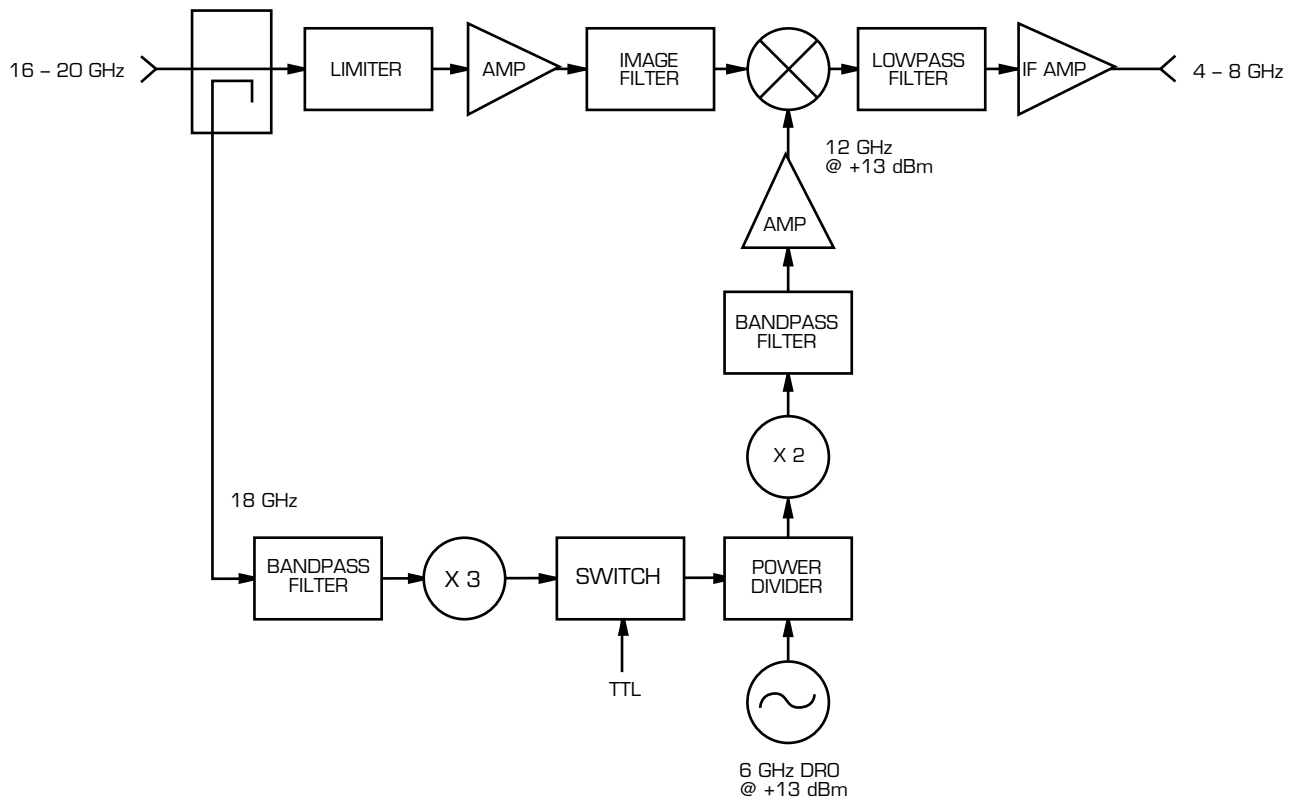 16 – 20 GHz
LIMITER
AMP
IMAGE
FILTER
LOWPASS
FILTER
IF AMP
4 – 8 GHz
12 GHz
@ +13 dBm
AMP
BANDPASS
FILTER
X 2
18 GHz
BANDPASS
FILTER
X 3
SWITCH
POWER
DIVIDER
TTL
6 GHz DRO
@ +13 dBm